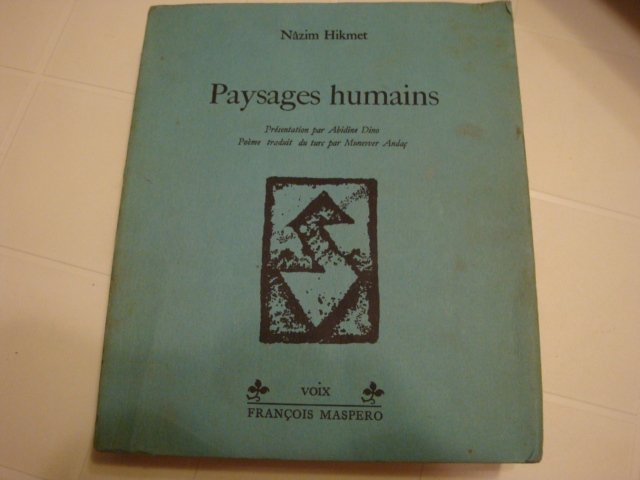 Nâzim Hikmet
Paysages humains
Présentation par Abidine Dino
Poème traduit du turc par Munevver Andaç
VOIX
FRANÇOIS MASPERO